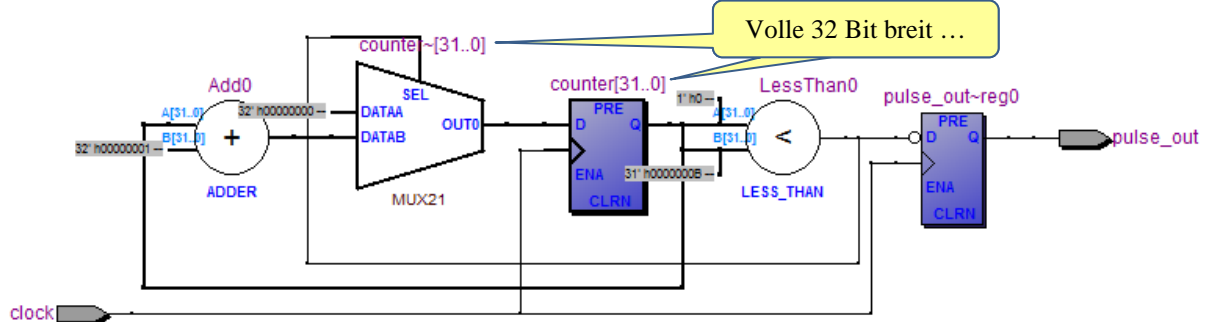 Volle 32 Bit breit …
counter~[31..0]
Add0
counter[31..0]
LessThan0
pulse_out~reg0
SEL
A[31..0]
B[31..0]
+
32' h00000001
ADDER
32' h00000000
DATAA
DATAB
OUT0
MUX21
PRE
D
Q
ENA
CLRN
1' h0
A[31..0]
B[31..0]
31' h0000000B
<
LESS_THAN
PRE
D
Q
ENA
CLRN
pulse_out
clock